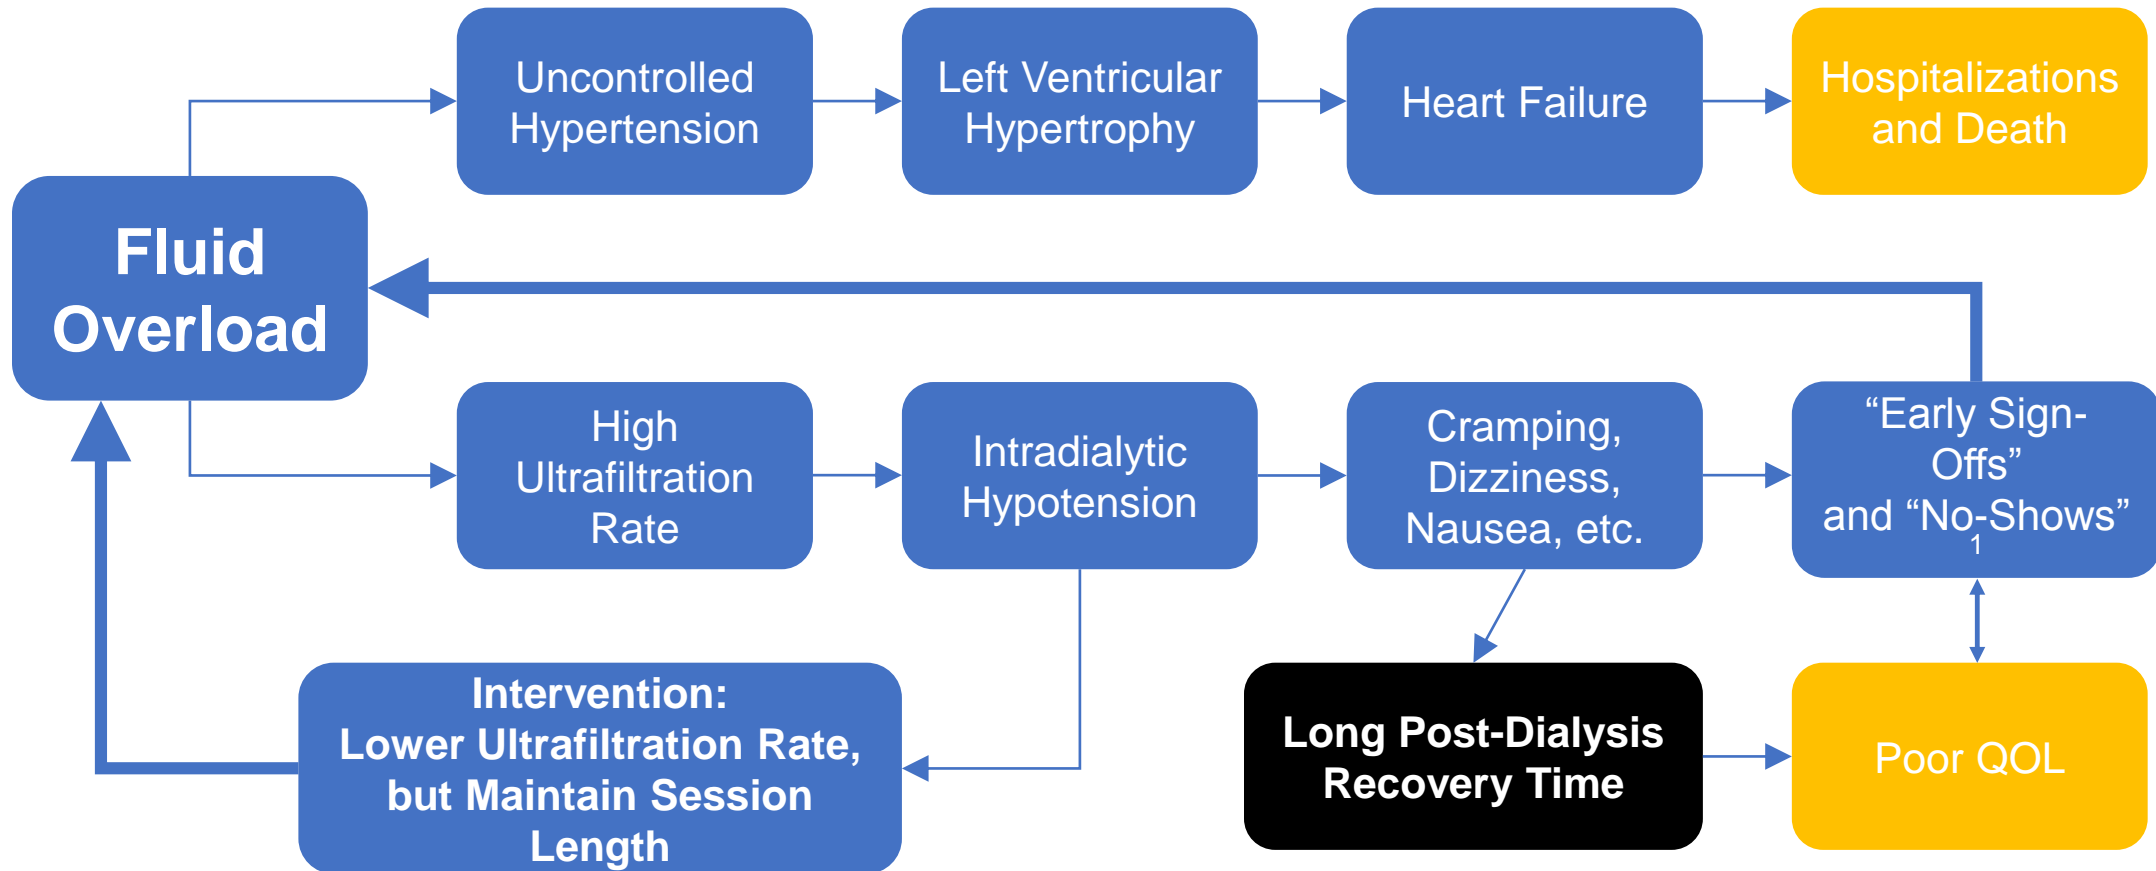 Uncontrolled
Hypertension
Left Ventricular
Hypertrophy
Heart Failure
Hospitalizations
and Death
Fluid
Overload
High
Ultrafiltration
Rate
Intradialytic
Hypotension
Cramping,
Dizziness,
Nausea, etc.
“Early Sign-
Offs”
and “No-Shows”
1
Intervention:
Lower Ultrafiltration Rate,
but Maintain Session
Length
Long Post-Dialysis
Recovery Time
Poor QOL